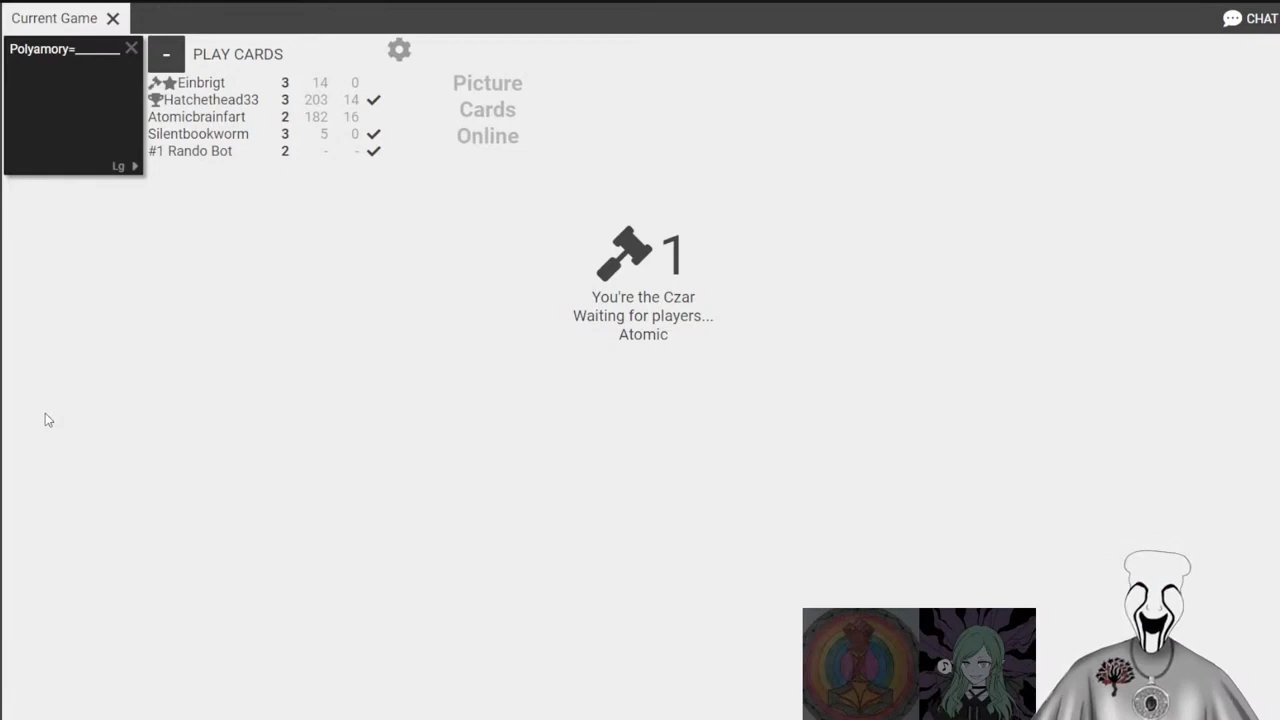 Current Game
CHAT
Polyamory=______
Lg
- PLAY CARDS
Einbrigt 3 14 0
Hatchethead33 3 203 14
Atomicbrainfart 2 182 16
Silentbookworm 3 5 0
#1 Rando Bot 2 - -
Picture
Cards
Online
1
You're the Czar
Waiting for players...
Atomic